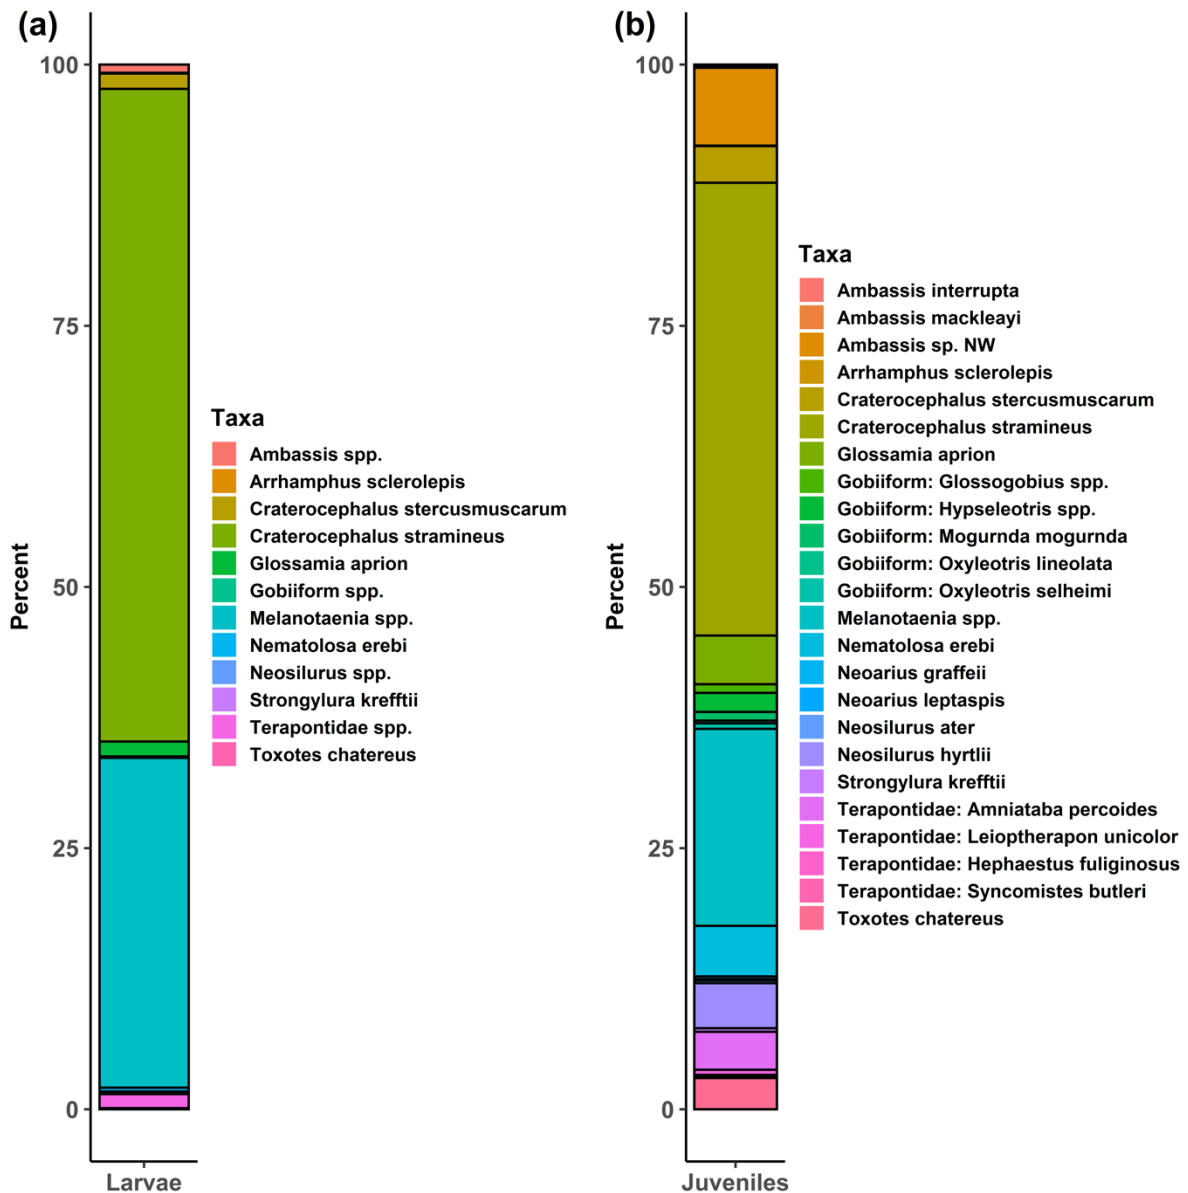 (a)
100
75
50
25
0
Percent
Larvae
Taxa
Ambassis spp.
Arrhamphus sclerolepis
Craterocephalus stercusmuscarum
Craterocephalus stramineus
Glossamia aprion
Gobiiform spp.
Melanotaenia spp.
Nematolosa erebi
Neosilurus spp.
Strongylura krefftii
Terapontidae spp.
Toxotes chatereus
(b)
100
75
50
25
0
Percent
Juveniles
Taxa
Ambassis interrupta
Ambassis mackleayi
Ambassis sp. NW
Arrhamphus sclerolepis
Craterocephalus stercusmuscarum
Craterocephalus stramineus
Glossamia aprion
Gobiiform: Glossogobius spp.
Gobiiform: Hypseleotris spp.
Gobiiform: Mogurnda mogurnda
Gobiiform: Oxyleotris lineolata
Gobiiform: Oxyleotris selheimi
Melanotaenia spp.
Nematolosa erebi
Neoarius graffeii
Neoarius leptaspis
Neosilurus ater
Neosilurus hyrtlii
Strongylura krefftii
Terapontidae: Amniataba percoides
Terapontidae: Leioptherapon unicolor
Terapontidae: Hephaestus fuliginosus
Terapontidae: Syncomistes butleri
Toxotes chatereus